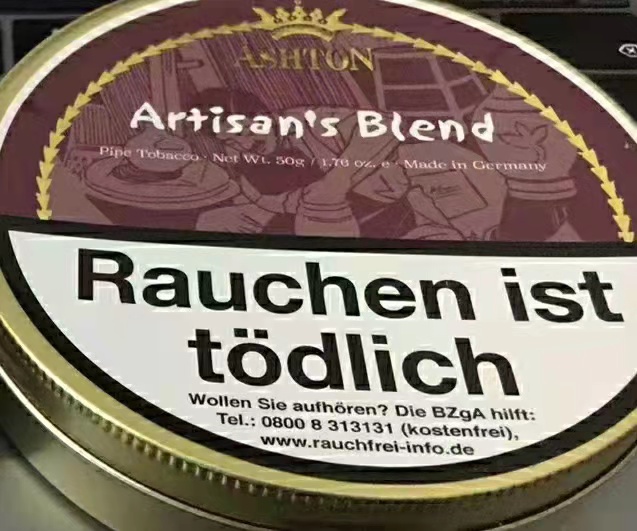 ASHTON
Artisan's Blend
Pipe Tobacco · Net Wt. 50g / 1.76 oz. e · Made in Germany
Rauchen ist
tödlich
Wollen Sie aufhören? Die BZgA hilft:
Tel.: 0800 8 313131 (kostenfrei),
www.rauchfrei-info.de